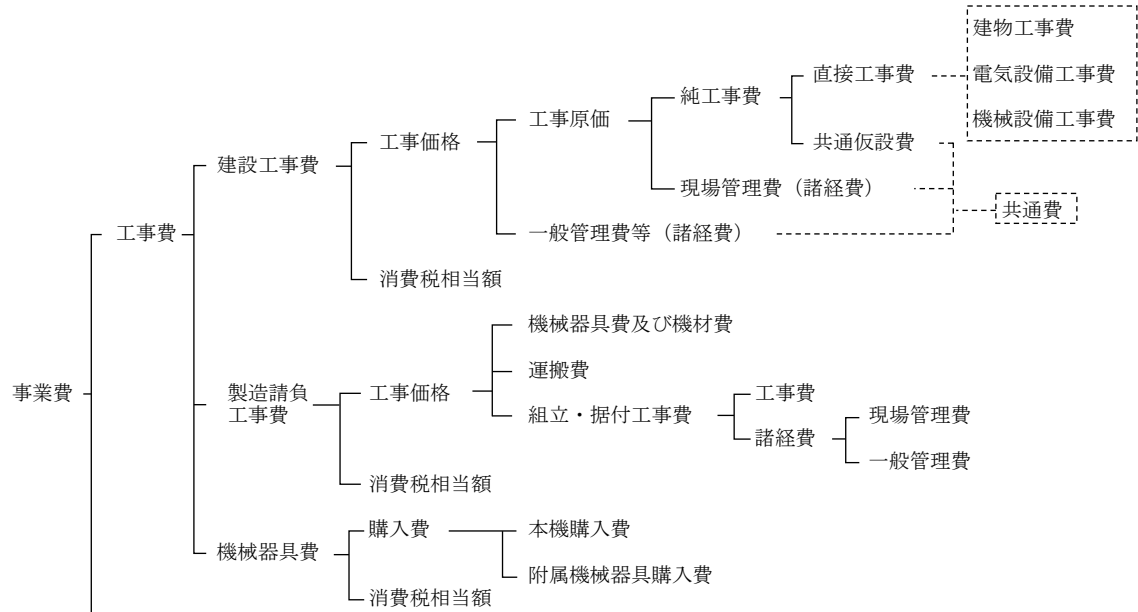 建物工事費
電気設備工事費
機械設備工事費
直接工事費
純工事費
工事原価
共通仮設費
工事価格
建設工事費
現場管理費（諸経費）
共通費
工事費
一般管理費等（諸経費）
消費税相当額
機械器具費及び機材費
運搬費
事業費
製造請負
工事費
工事価格
組立・据付工事費
工事費
諸経費
現場管理費
一般管理費
消費税相当額
機械器具費
購入費
本機購入費
附属機械器具購入費
消費税相当額